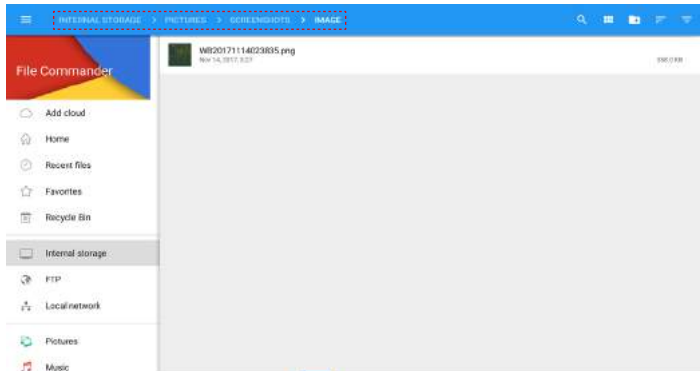 INTERNAL STORAGE > PICTURES > SCREENSHOTS > IMAGE
WB20171114023835.png
Nov 14, 2017, 3:27
File Commander
Add cloud
Home
Recent files
Favorites
Recycle Bin
Internal storage
FTP
Local network
Pictures
Music